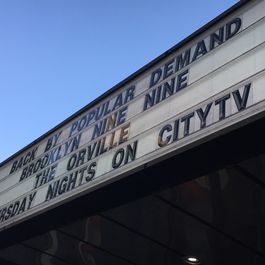 BACK BY POPULAR DEMAND
BROOKLYN NINE NINE
THE ORVILLE
RSDAY NIGHTS ON CITYTV